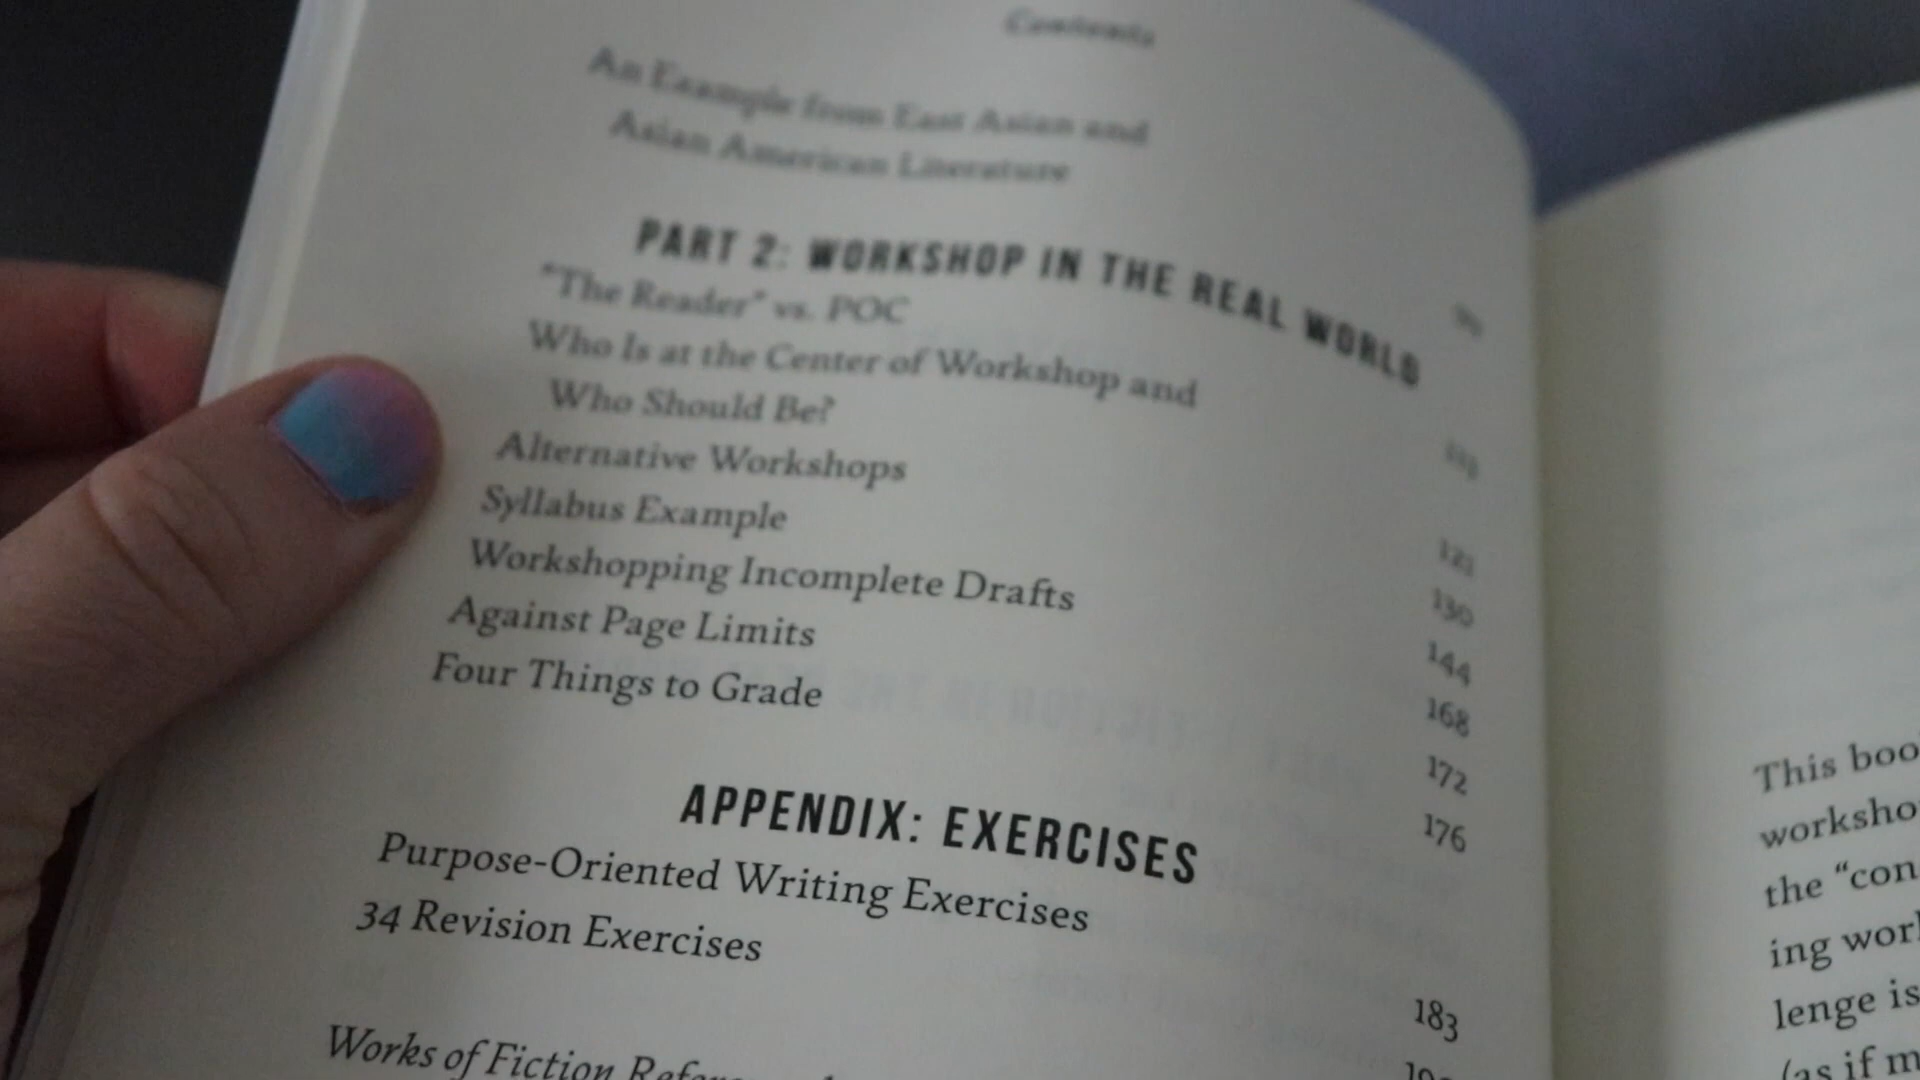 Contents
An Example from East Asian and
Asian American Literature
PART 2: WORKSHOP IN THE REAL WORLD
"The Reader" vs. POC
Who Is at the Center of Workshop and
Who Should Be?
Alternative Workshops 121
Syllabus Example 130
Workshopping Incomplete Drafts 144
Against Page Limits 168
Four Things to Grade 172
176
APPENDIX: EXERCISES
Purpose-Oriented Writing Exercises
34 Revision Exercises 183
Works of Fiction
This
worksho
the "con
ing
lenge is
(as if